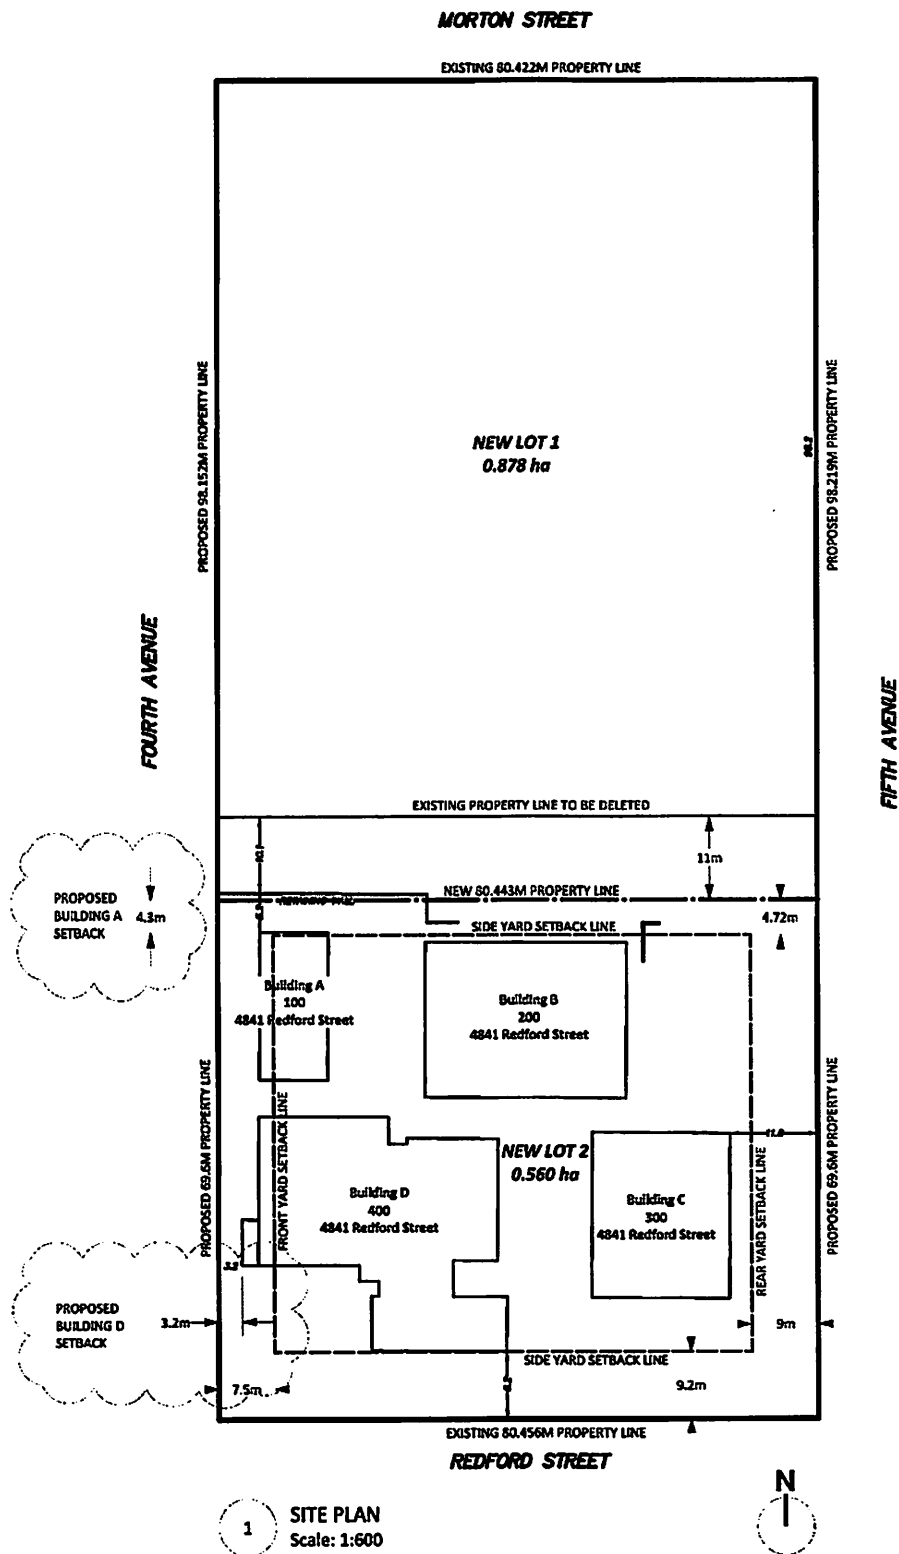 MORTON STREET
EXISTING 80.422M PROPERTY LINE
PROPOSED 98.152M PROPERTY LINE
NEW LOT 1
0.878 ha
98.2
PROPOSED 98.219M PROPERTY LINE
FOURTH AVENUE
FIFTH AVENUE
EXISTING PROPERTY LINE TO BE DELETED
11m
PROPOSED
BUILDING A
SETBACK
4.3m
NEW 80.443M PROPERTY LINE
4.72m
SIDE YARD SETBACK LINE
Building A
100
4841 Redford Street
Building B
200
4841 Redford Street
PROPOSED 69.6M PROPERTY LINE
FRONT YARD SETBACK LINE
NEW LOT 2
0.560 ha
11.0
REAR YARD SETBACK LINE
PROPOSED 69.6M PROPERTY LINE
Building D
400
4841 Redford Street
Building C
300
4841 Redford Street
PROPOSED
BUILDING D
SETBACK
3.2m
9m
SIDE YARD SETBACK LINE
7.5m
9.2m
EXISTING 80.456M PROPERTY LINE
REDFORD STREET
N
1
SITE PLAN
Scale: 1:600